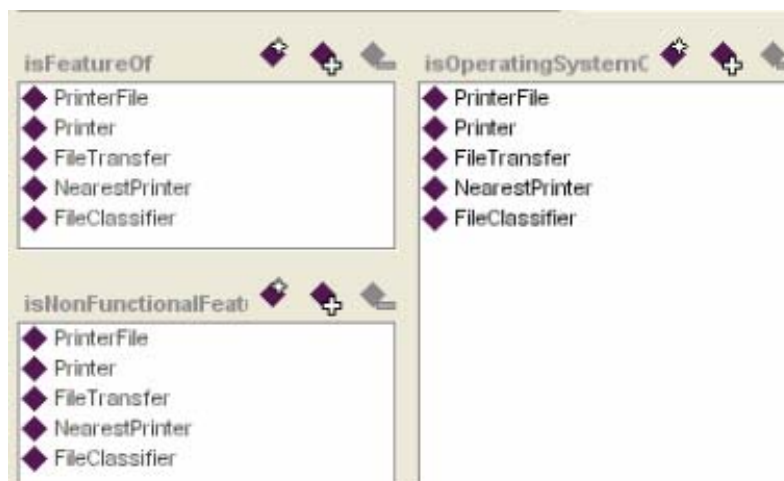 isFeatureOf
PrinterFile
Printer
FileTransfer
NearestPrinter
FileClassifier
isNonFunctionalFeat
PrinterFile
Printer
FileTransfer
NearestPrinter
FileClassifier
isOperatingSystemC
PrinterFile
Printer
FileTransfer
NearestPrinter
FileClassifier